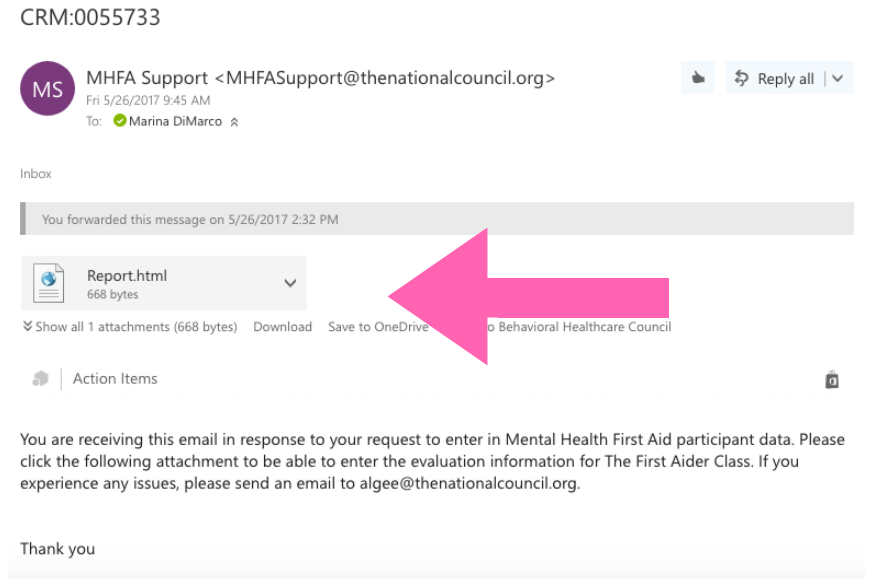 CRM:0055733
MS
MHFA Support <MHFASupport@thenationalcouncil.org>
Fri 5/26/2017 9:45 AM
To: Marina DiMarco
Reply all
Inbox
You forwarded this message on 5/26/2017 2:32 PM
Report.html
668 bytes
Show all 1 attachments (668 bytes) Download Save to OneDrive Behavioral Healthcare Council
Action Items
You are receiving this email in response to your request to enter in Mental Health First Aid participant data. Please
click the following attachment to be able to enter the evaluation information for The First Aider Class. If you
experience any issues, please send an email to algee@thenationalcouncil.org.
Thank you